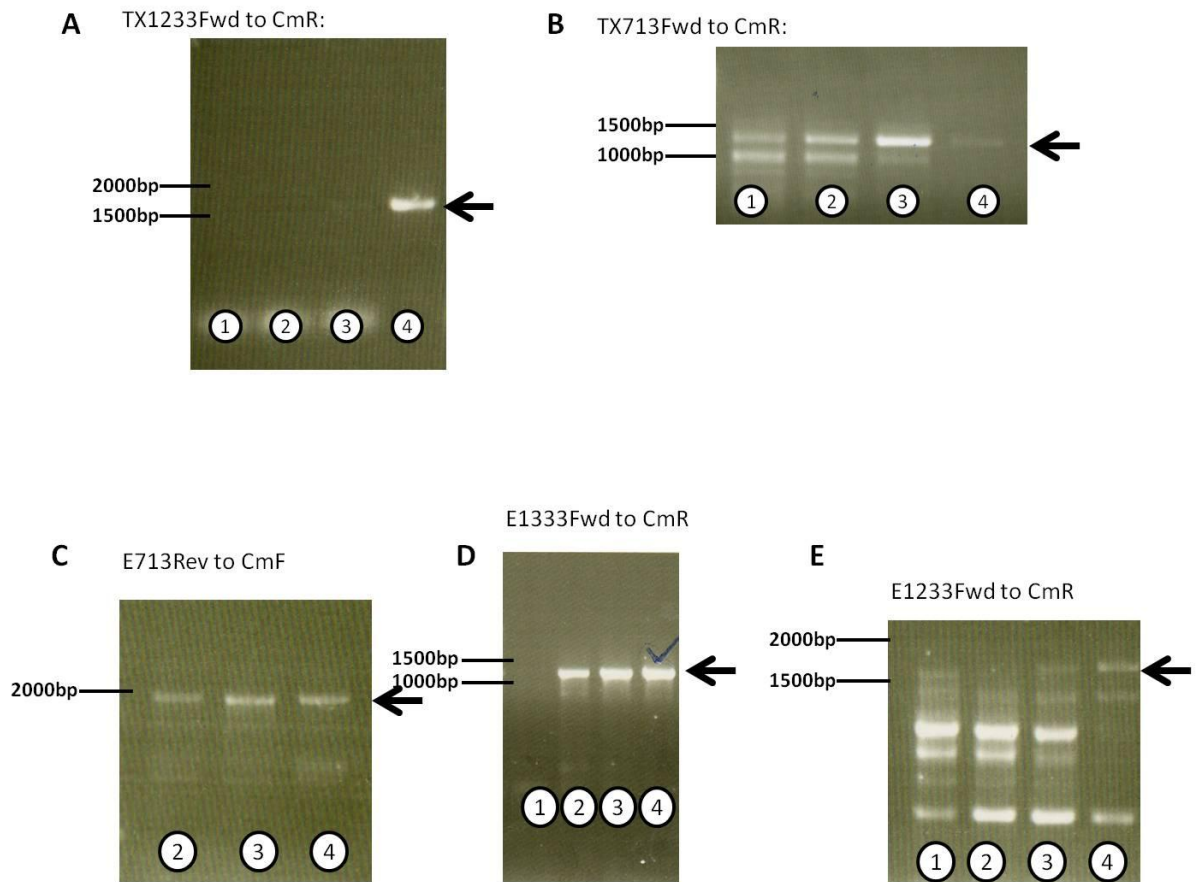 A TX1233Fwd to CmR:
2000bp
1500bp
1 2 3 4
B TX713Fwd to CmR:
1500bp
1000bp
1 2 3 4
C E713Rev to CmF
2000bp
2 3 4
D E1333Fwd to CmR
1500bp
1000bp
1 2 3 4
E E1233Fwd to CmR
2000bp
1500bp
1 2 3 4